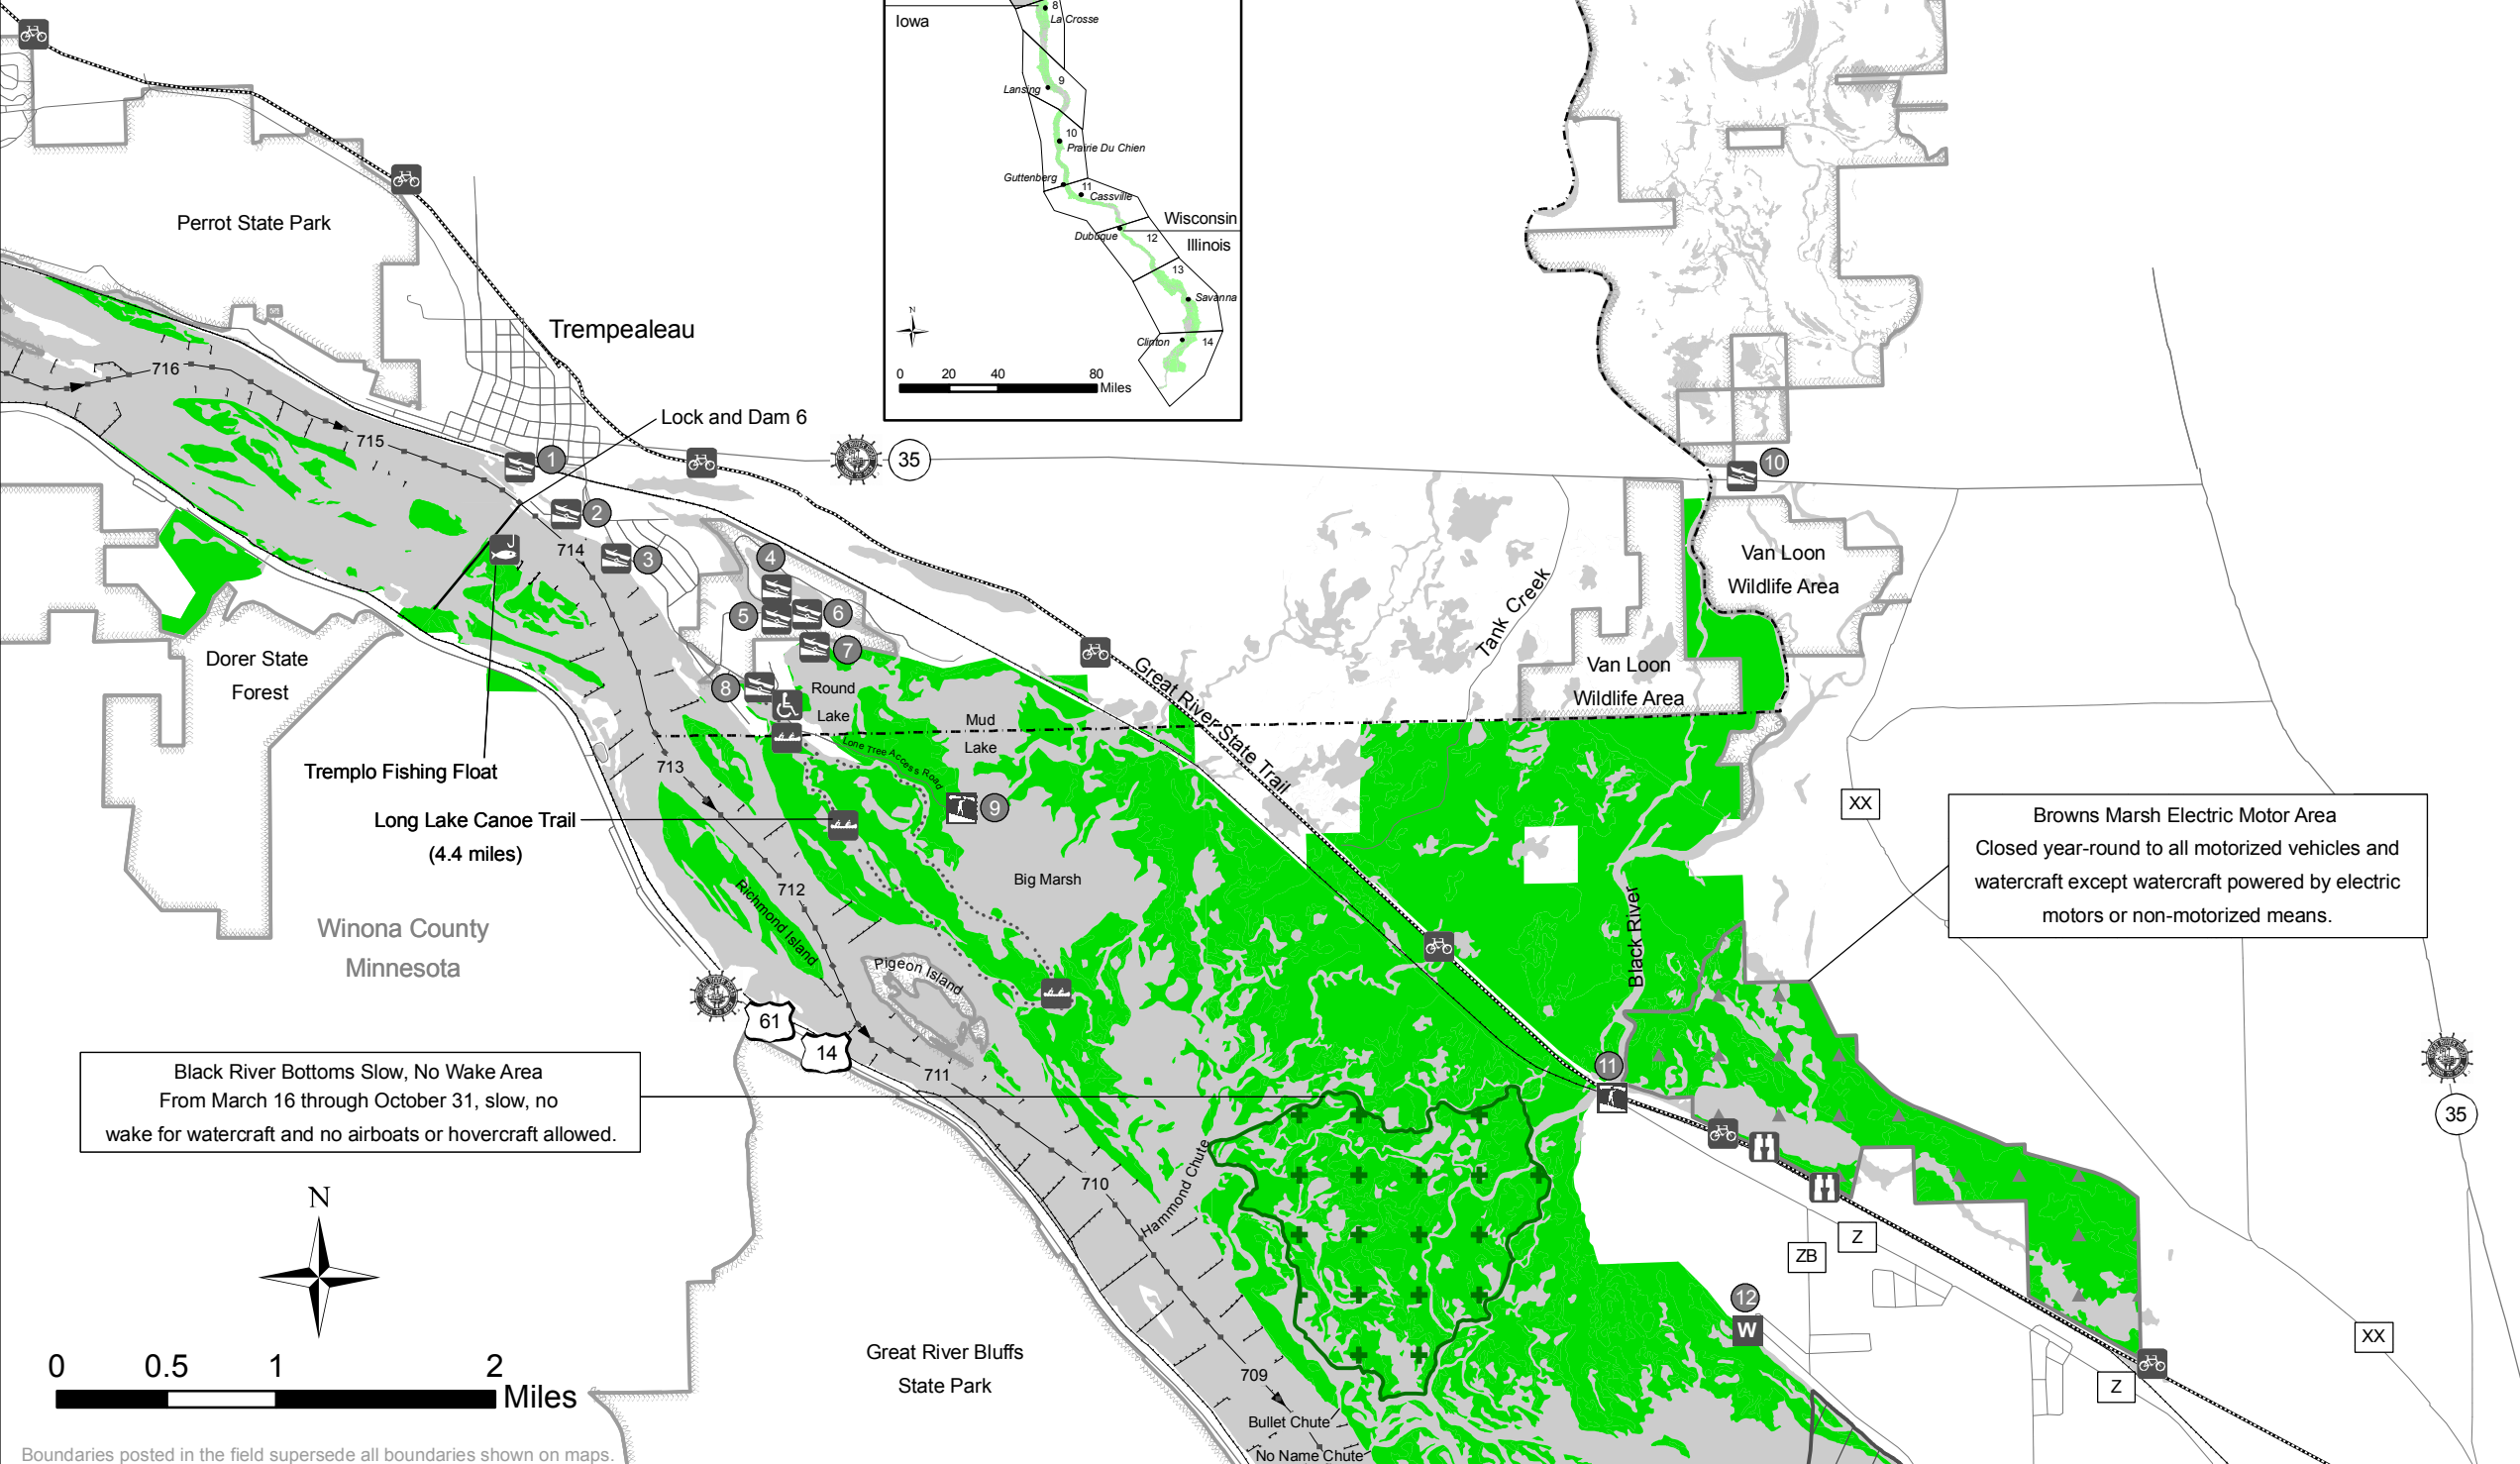 Iowa
8
La Crosse
9
Lansing
10
Prairie Du Chien
Guttenberg
11
Cassville
Wisconsin
Dubuque
12
Illinois
13
Savanna
Clinton
14
N
0 20 40 80
Miles
Perrot State Park
Trempealeau
716
715
Lock and Dam 6
35
1
2
3
714
4
5
6
7
8
10
Van Loon
Wildlife Area
Tank Creek
Van Loon
Wildlife Area
Dorer State
Forest
Round
Lake
Mud
Lake
Great River State Trail
Lone Tree Access Road
713
Tremplo Fishing Float
Long Lake Canoe Trail
(4.4 miles)
9
XX
Browns Marsh Electric Motor Area
Closed year-round to all motorized vehicles and
watercraft except watercraft powered by electric
motors or non-motorized means.
Big Marsh
712
Richmond Island
Black River
Winona County
Minnesota
Pigeon Island
61
14
711
11
35
Black River Bottoms Slow, No Wake Area
From March 16 through October 31, slow, no
wake for watercraft and no airboats or hovercraft allowed.
710
Hammond Chute
N
Z
ZB
12
W
XX
Z
0 0.5 1 2
Miles
Great River Bluffs
State Park
709
Bullet Chute
No Name Chute
Boundaries posted in the field supersede all boundaries shown on maps.